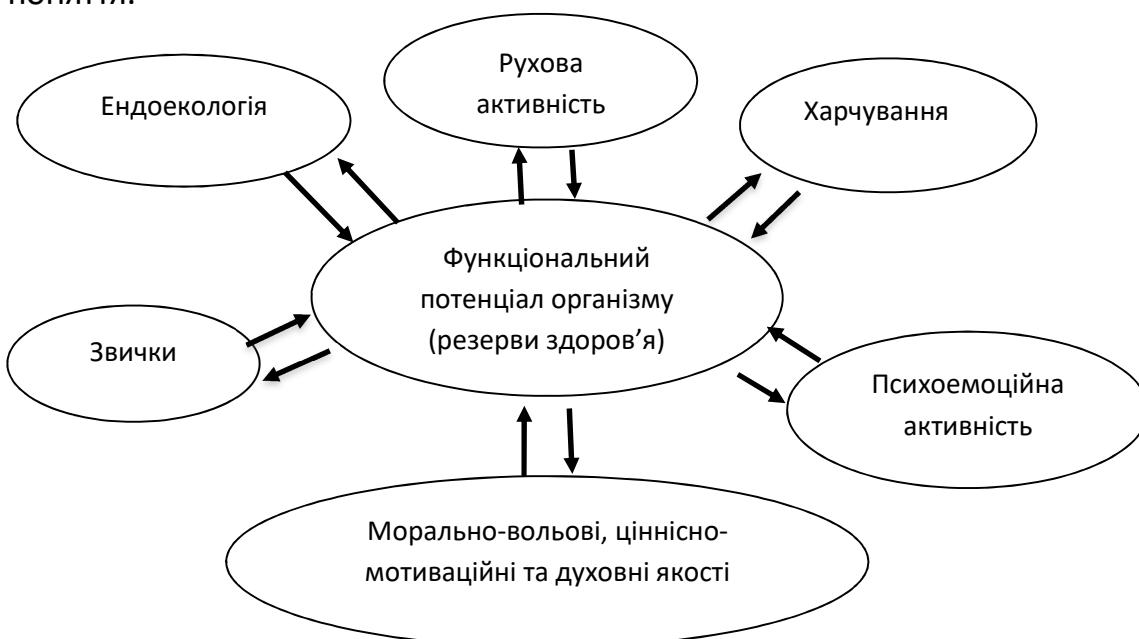 Рухова
активність
Ендоекологія
Харчування
Функціональний
потенціал організму
(резерви здоров’я)
Звички
Психоемоційна
активність
Морально-вольові, ціннісно-
мотиваційні та духовні якості